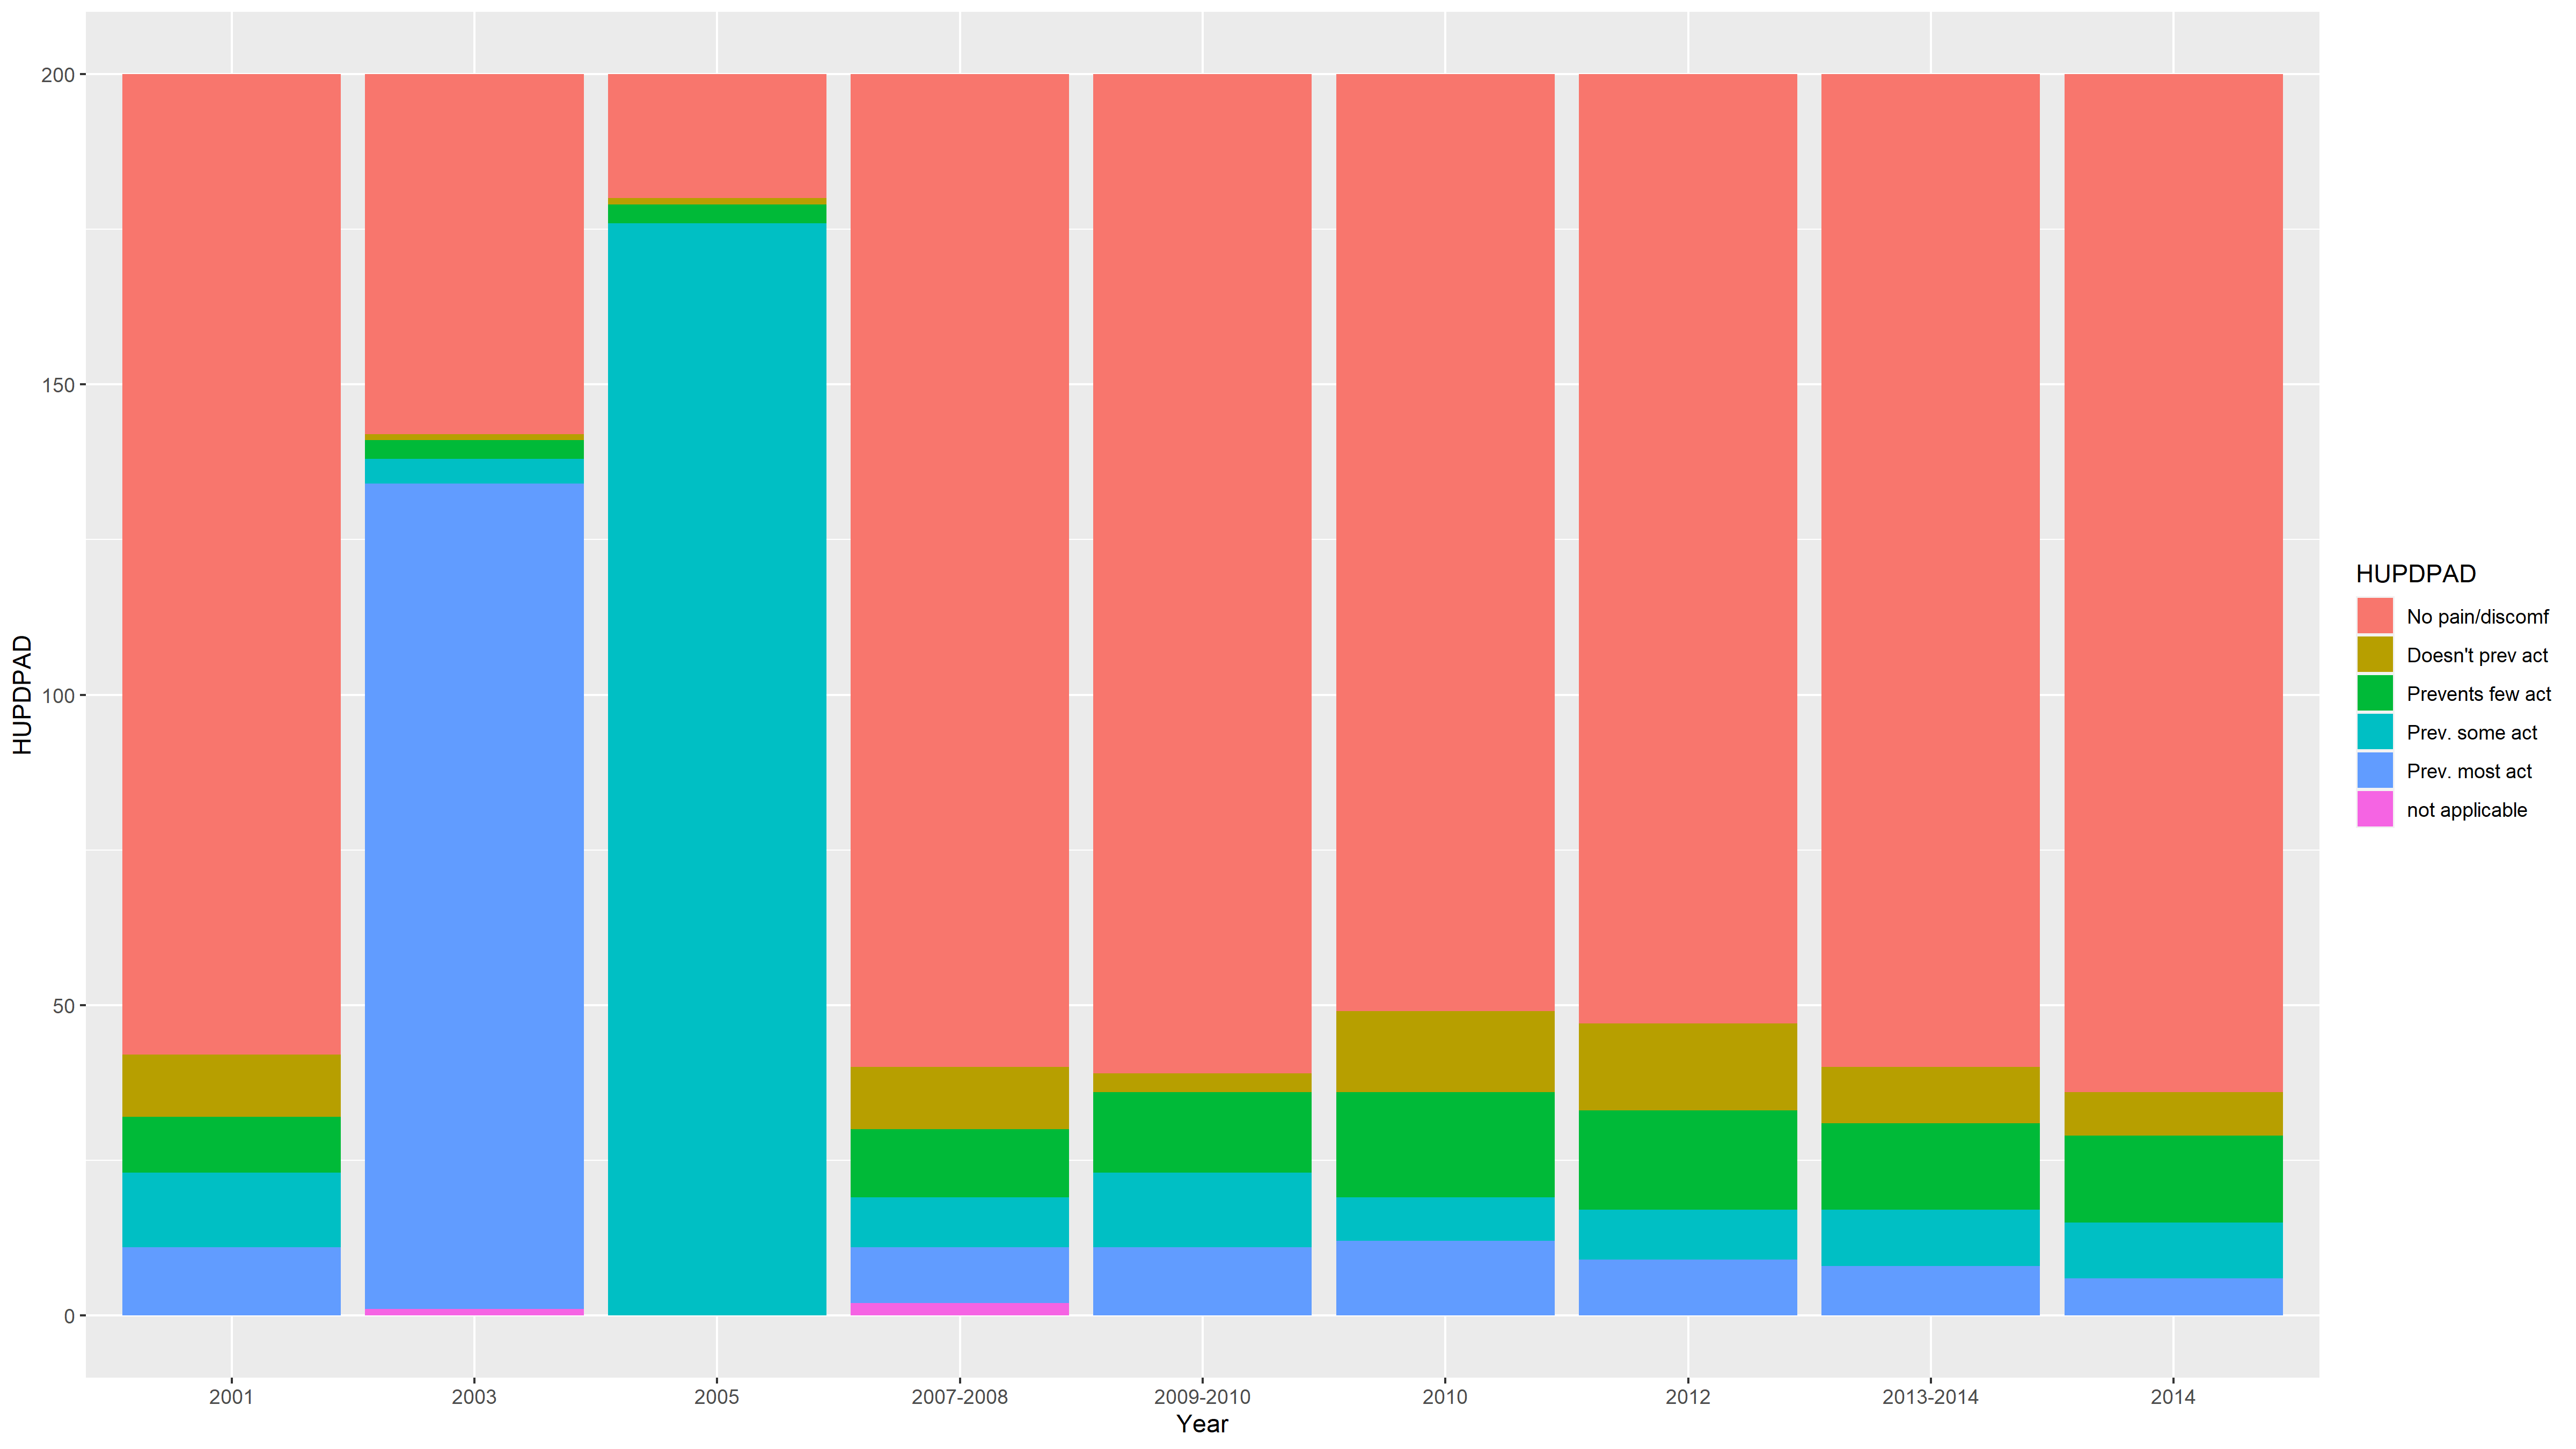 200
150
100
50
0
HUPDPAD
2001 2003 2005 2007-2008 2009-2010 2010 2012 2013-2014 2014
Year
HUPDPAD
No pain/discomf
Doesn't prev act
Prevents few act
Prev. some act
Prev. most act
not applicable